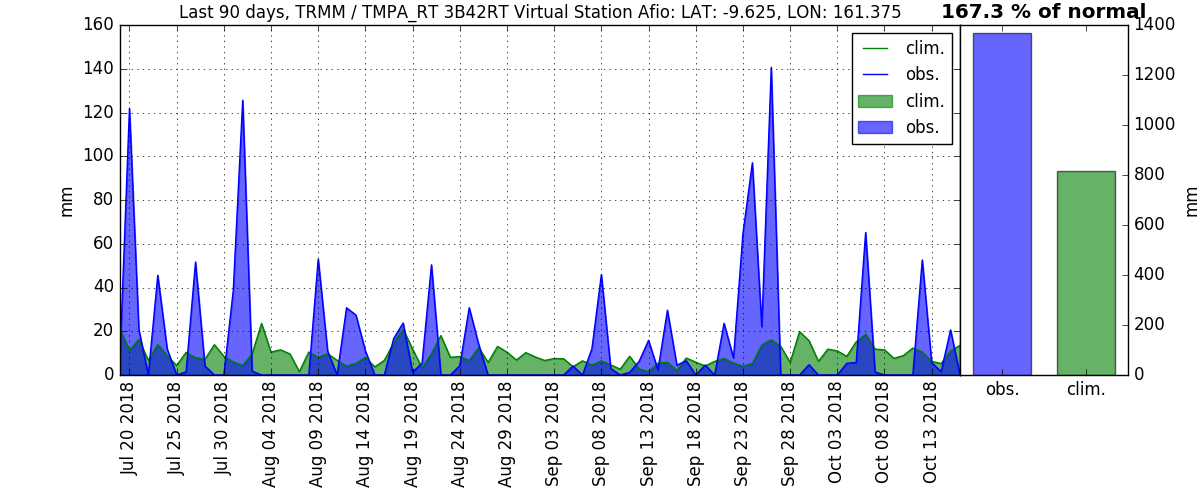 Last 90 days, TRMM / TMPA_RT 3B42RT Virtual Station Afio: LAT: -9.625, LON: 161.375
167.3 % of normal
160
140
120
100
80
60
40
20
0
mm
clim.
obs.
clim.
obs.
Jul 20 2018
Jul 25 2018
Jul 30 2018
Aug 04 2018
Aug 09 2018
Aug 14 2018
Aug 19 2018
Aug 24 2018
Aug 29 2018
Sep 03 2018
Sep 08 2018
Sep 13 2018
Sep 18 2018
Sep 23 2018
Sep 28 2018
Oct 03 2018
Oct 08 2018
Oct 13 2018
1400
1200
1000
800
600
400
200
0
mm
obs.
clim.